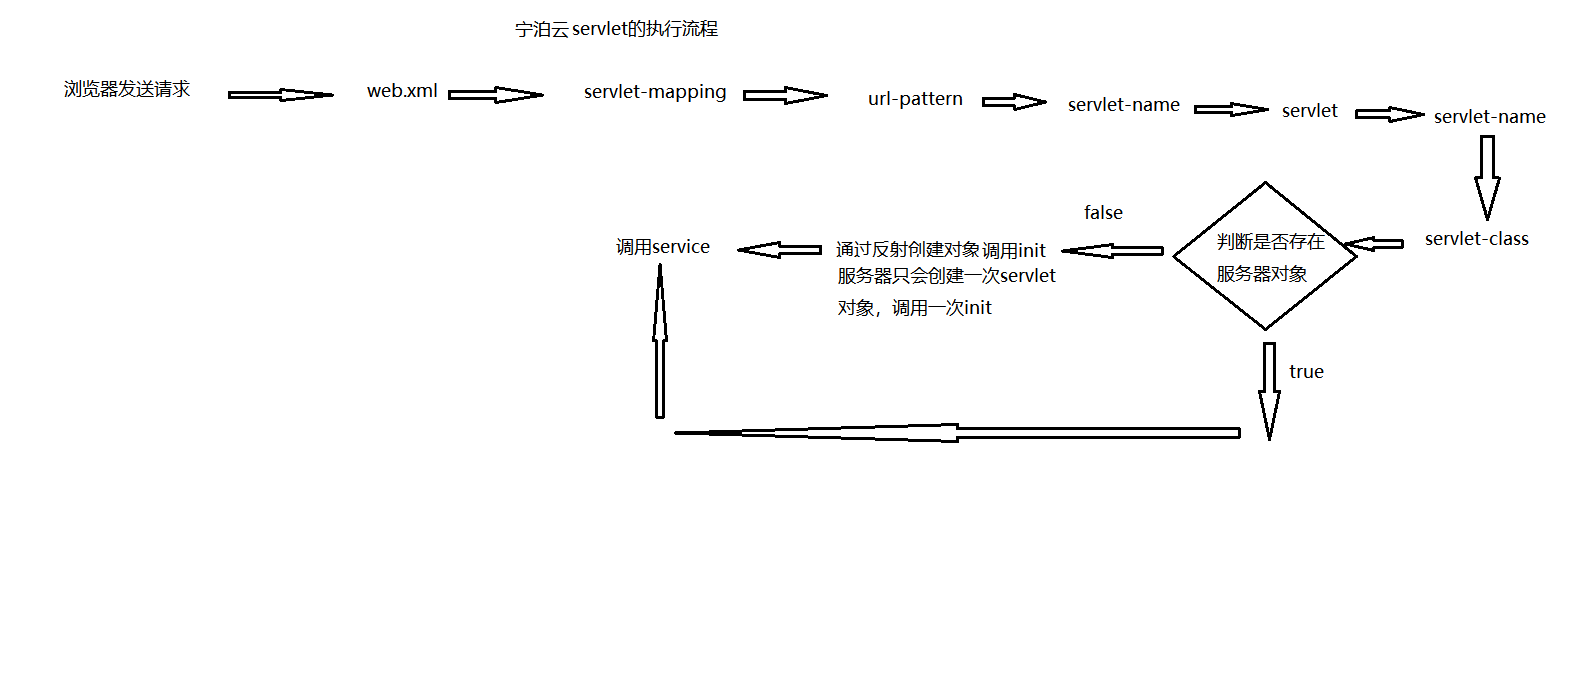 宁泊云 servlet的执行流程
浏览器发送请求
web.xml
servlet-mapping
url-pattern
servlet-name
servlet
servlet-name
servlet-class
判断是否存在
服务器对象
false
通过反射创建对象 调用init
服务器只会创建一次servlet
对象，调用一次init
调用service
true